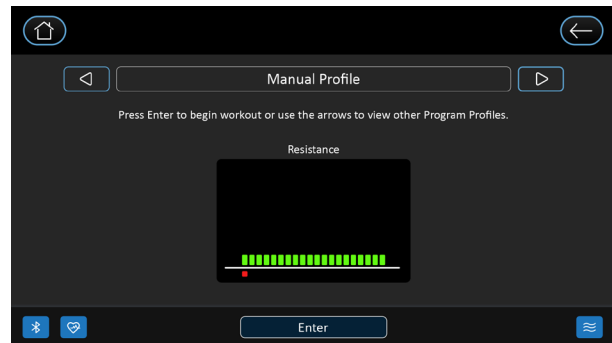 Manual Profile
Press Enter to begin workout or use the arrows to view other Program Profiles.
Resistance
Enter